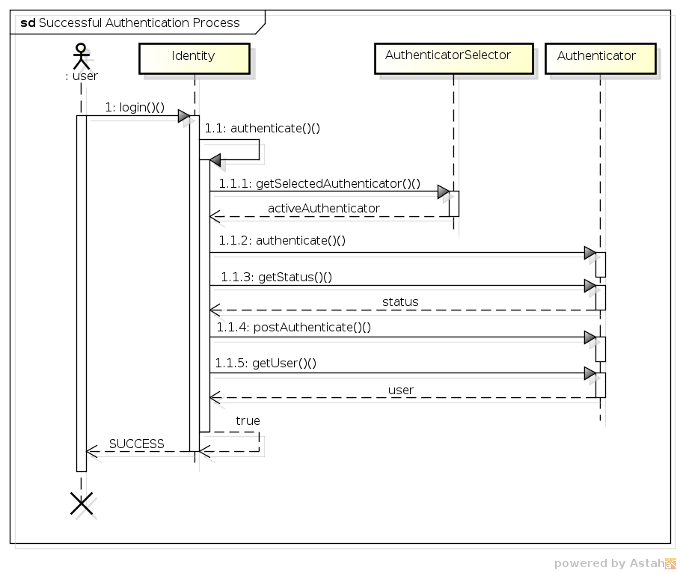 sd Successful Authentication Process
Identity
AuthenticatorSelector
Authenticator
: user
1: login()()
1.1: authenticate()()
1.1.1: getSelectedAuthenticator()()
activeAuthenticator
1.1.2: authenticate()()
1.1.3: getStatus()()
status
1.1.4: postAuthenticate()()
1.1.5: getUser()()
user
true
SUCCESS
powered by Astah